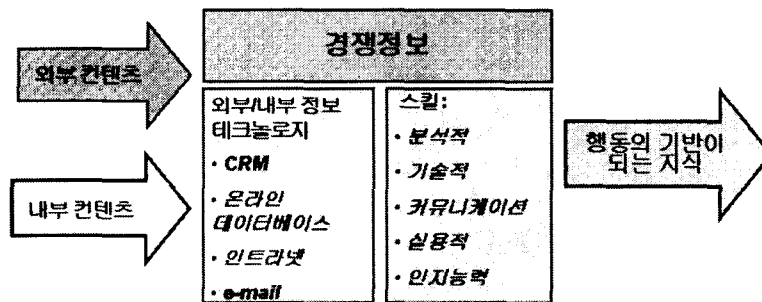 경쟁정보
외부 컨텐츠
내부 컨텐츠
외부/내부 정보
테크놀로지
· CRM
· 온라인
데이터베이스
· 인트라넷
· e-mail
스킬:
· 분석적
· 기술적
· 커뮤니케이션
· 실용적
· 인지능력
행동의 기반이
되는 지식